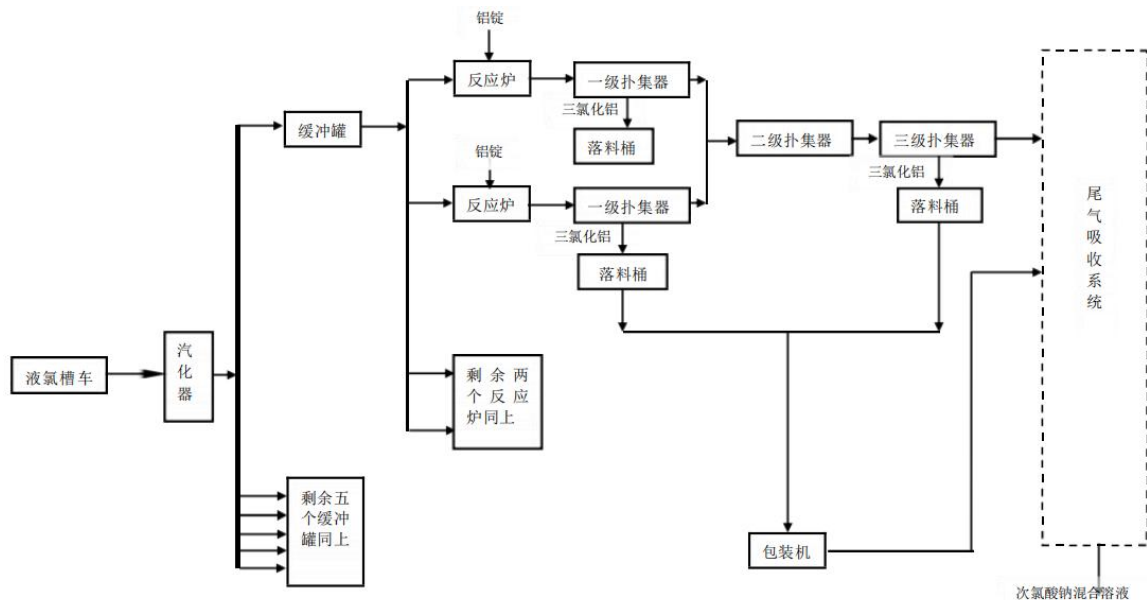 铝锭
反应炉
一级扑集器
三氯化铝
落料桶
缓冲罐
二级扑集器
三级扑集器
三氯化铝
落料桶
铝锭
反应炉
一级扑集器
三氯化铝
落料桶
尾
气
吸
收
系
统
液氯槽车
汽
化
器
剩余两
个反应
炉同上
剩余五
个缓冲
罐同上
包装机
次氯酸钠混合溶液